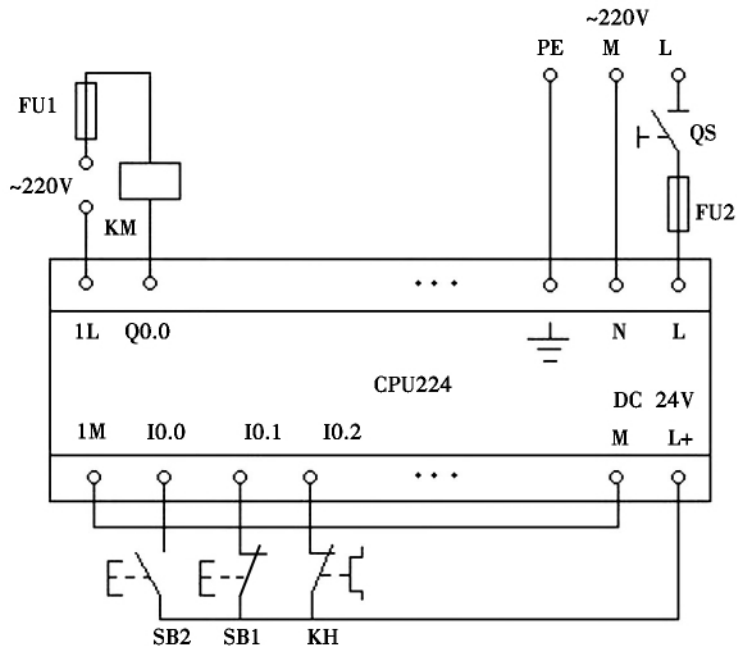 ~220V
PE M L
FU1
QS
~220V
FU2
KM
...
1L Q0.0 N L
CPU224
DC 24V
1M I0.0 I0.1 I0.2 M L+
...
SB2 SB1 KH